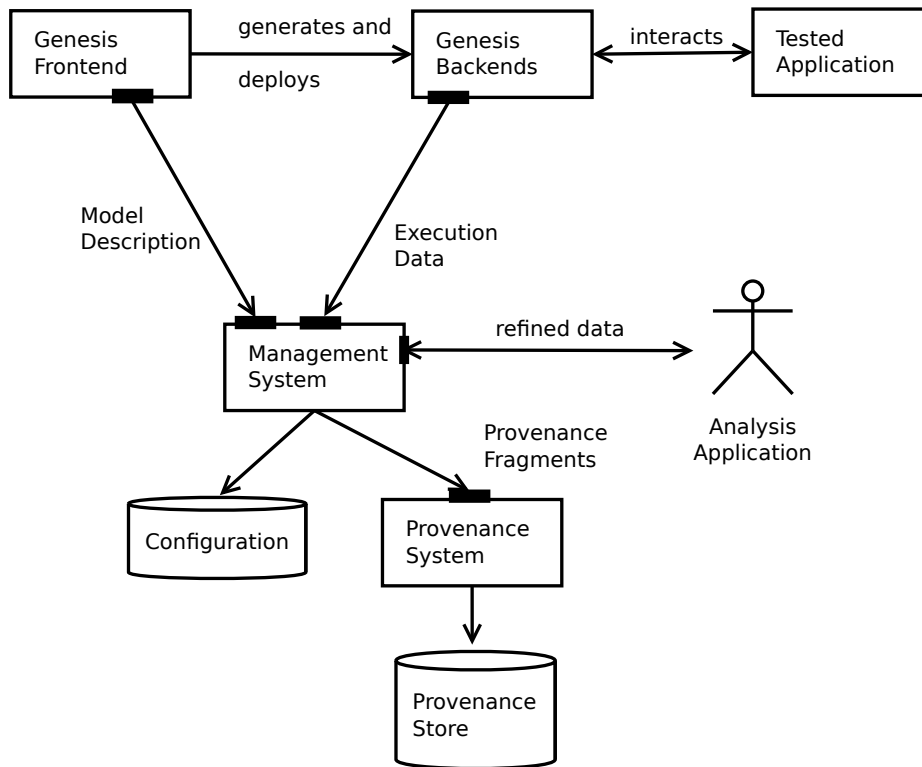 Genesis
Frontend
generates and
deploys
Genesis
Backends
interacts
Tested
Application
Model
Description
Execution
Data
Management
System
refined data
Analysis
Application
Provenance
Fragments
Configuration
Provenance
System
Provenance
Store